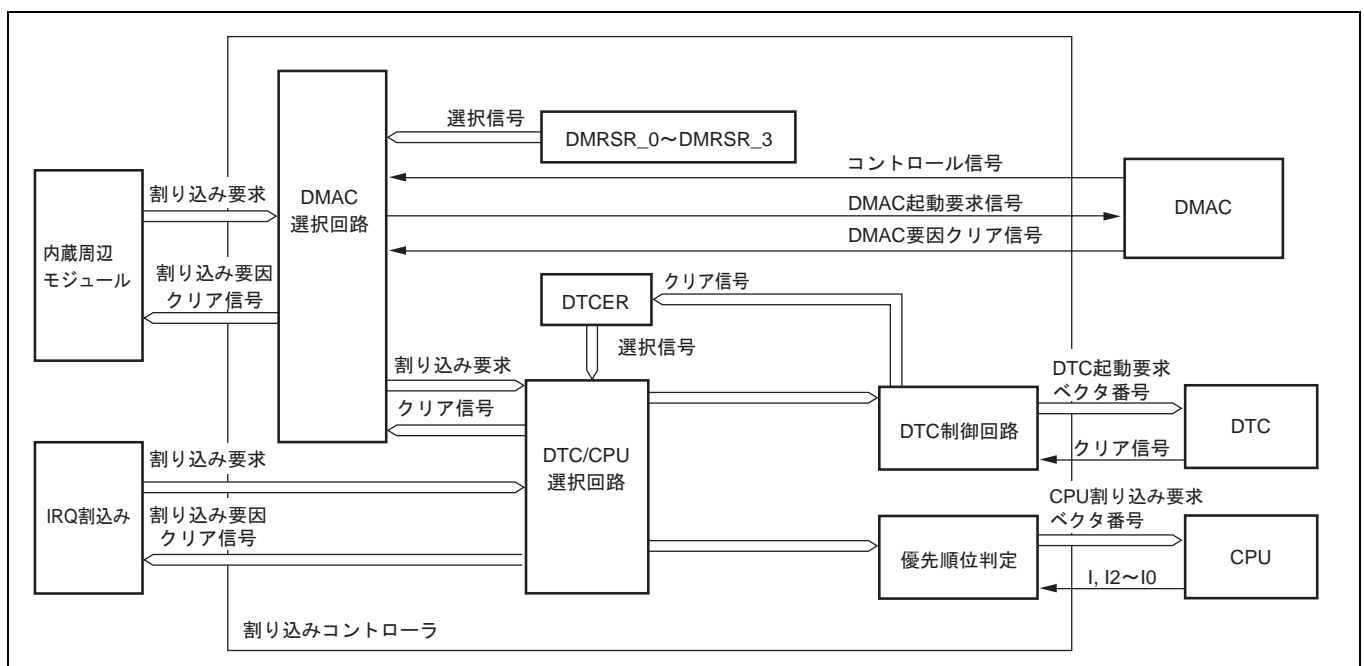 選択信号
DMRSR_0～DMRSR_3
コントロール信号
DMAC起動要求信号
DMAC要因クリア信号
DMAC
DMAC
選択回路
割り込み要求
内蔵周辺
モジュール
割り込み要因
クリア信号
クリア信号
DTCER
選択信号
割り込み要求
クリア信号
DTC起動要求
ベクタ番号
DTC制御回路
DTC
クリア信号
DTC/CPU
選択回路
割り込み要求
IRQ割込み
割り込み要因
クリア信号
CPU割り込み要求
ベクタ番号
優先順位判定
CPU
I, I2～I0
割り込みコントローラ